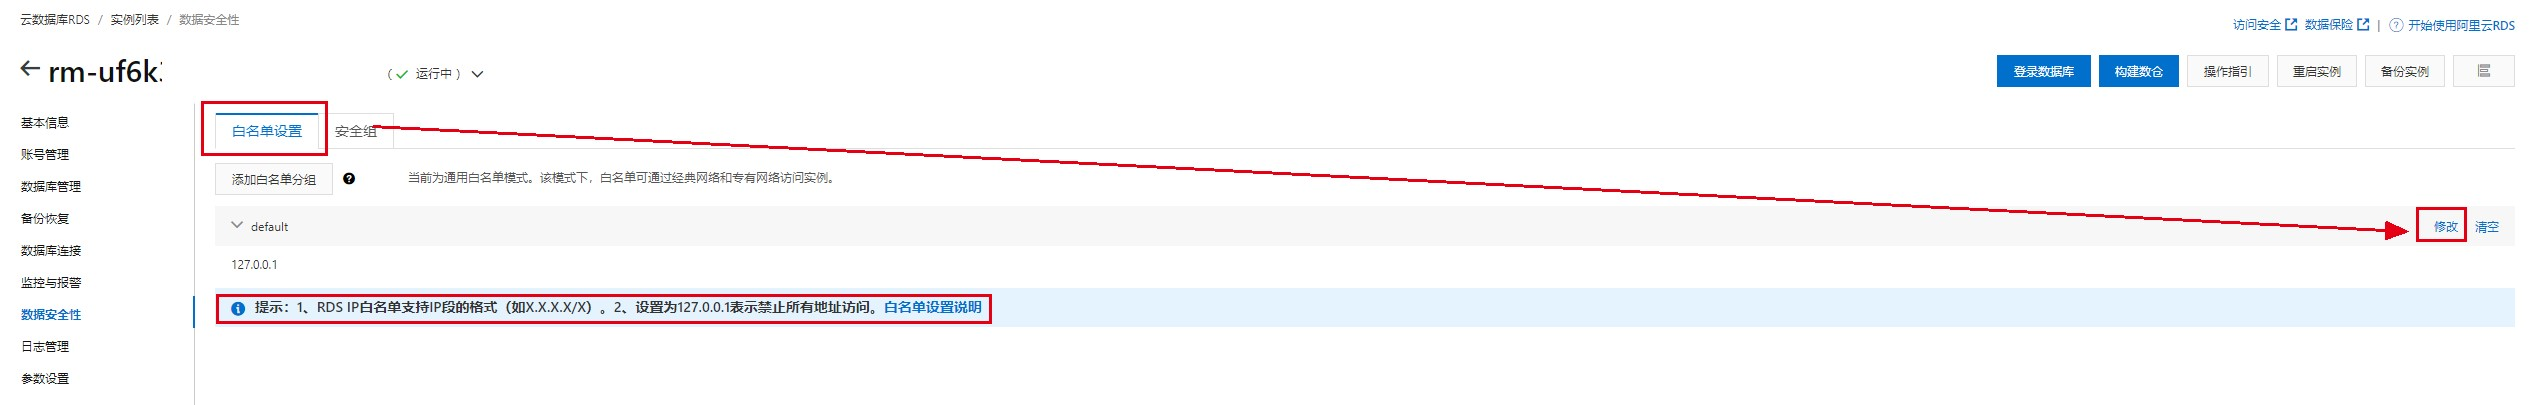 云数据库RDS / 实例列表 / 数据安全性
访问安全 数据保险 | ? 开始使用阿里云RDS
rm-uf6k
( 运行中 )
登录数据库 构建数仓 操作指引 重启实例 备份实例
基本信息
账号管理
数据库管理
备份恢复
数据库连接
监控与报警
数据安全性
日志管理
参数设置
白名单设置 安全组
添加白名单分组 ? 当前为通用白名单模式。该模式下，白名单可通过经典网络和专有网络访问实例。
default 修改 清空
127.0.0.1
提示：1、RDS IP白名单支持IP段的格式（如X.X.X.X/X）。2、设置为127.0.0.1表示禁止所有地址访问。白名单设置说明